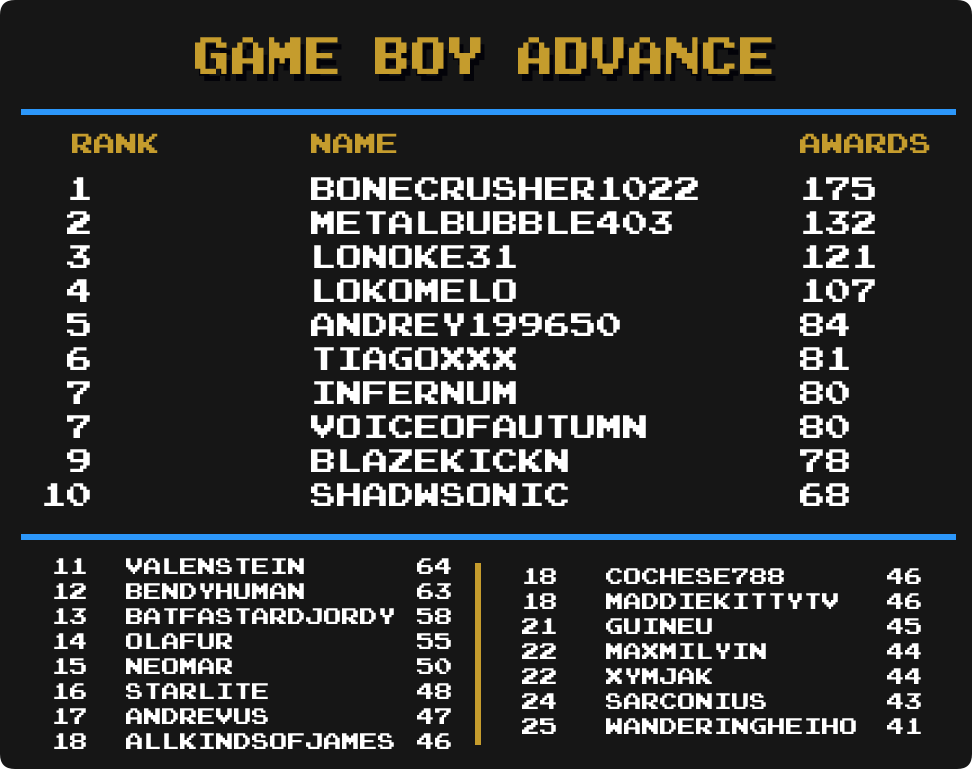 GAME BOY ADVANCE
RANK NAME AWARDS
1 BONECRUSHER1022 175
2 METALBUBBLE403 132
3 LONOKE31 121
4 LOKOMELO 107
5 ANDREY199650 84
6 TIAGOXXX 81
7 INFERNUM 80
7 VOICEOFAUTUMN 80
9 BLAZEKICKN 78
10 SHADWSONIC 68
11 VALENSTEIN 64
12 BENDYHUMAN 63
13 BATFASTARDJORDY 58
14 OLAFUR 55
15 NEOMAR 50
16 STARLITE 48
17 ANDREVUS 47
18 ALLKINDSOFJAMES 46
18 COCHESE788 46
18 MADDIEKITTYTV 46
21 GUINEU 45
22 MAXMILYIN 44
22 XYMJAK 44
24 SARCONIUS 43
25 WANDERINGHEIHO 41